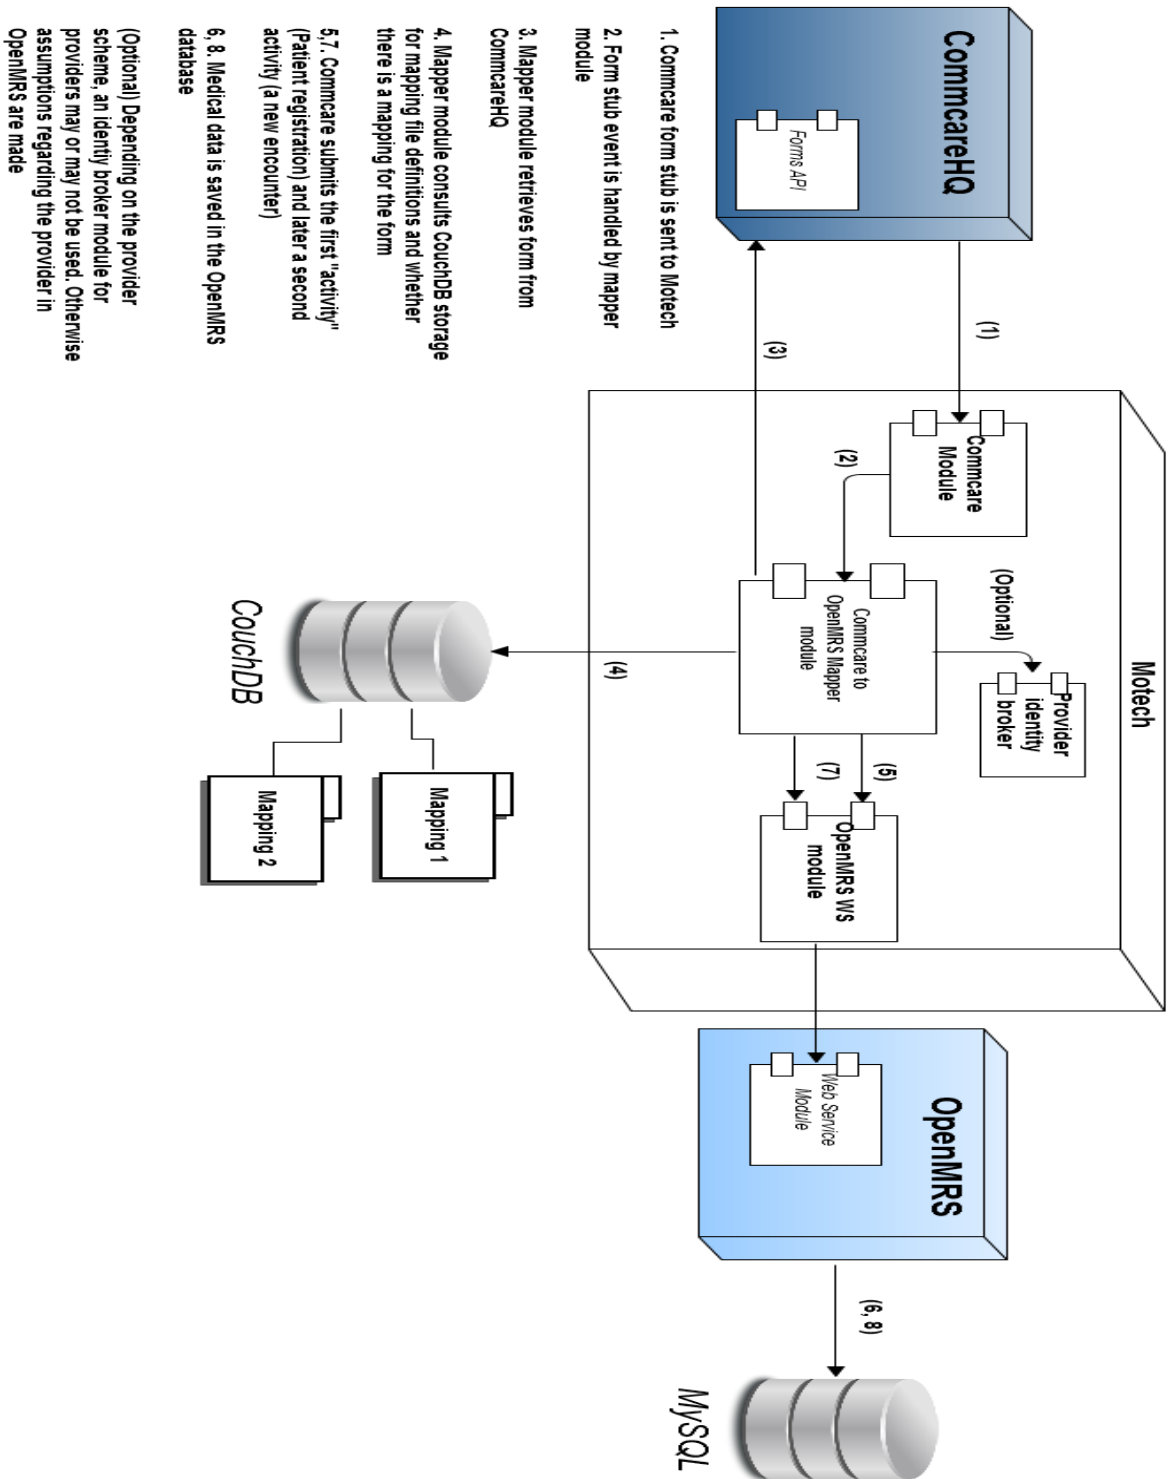 Motech
CommcareHQ
Forms API
(1)
(3)
Commcare
Module
(2)
(Optional)
Provider
identity
broker
Commcare to
OpenMRS Mapper
module
(5)
(7)
OpenMRS WS
module
(4)
OpenMRS
Web Service
Module
(6, 8)
MySQL
CouchDB
Mapping 1
Mapping 2
1. Commcare form stub is sent to Motech
2. Form stub event is handled by mapper
module
3. Mapper module retrieves form from
CommcareHQ
4. Mapper module consults CouchDB storage
for mapping file definitions and whether
there is a mapping for the form
5,7. Commcare submits the first "activity"
(Patient registration) and later a second
activity (a new encounter)
6, 8. Medical data is saved in the OpenMRS
database
(Optional) Depending on the provider
scheme, an identiy broker module for
providers may or may not be used. Otherwise
assumptions regarding the provider in
OpenMRS are made